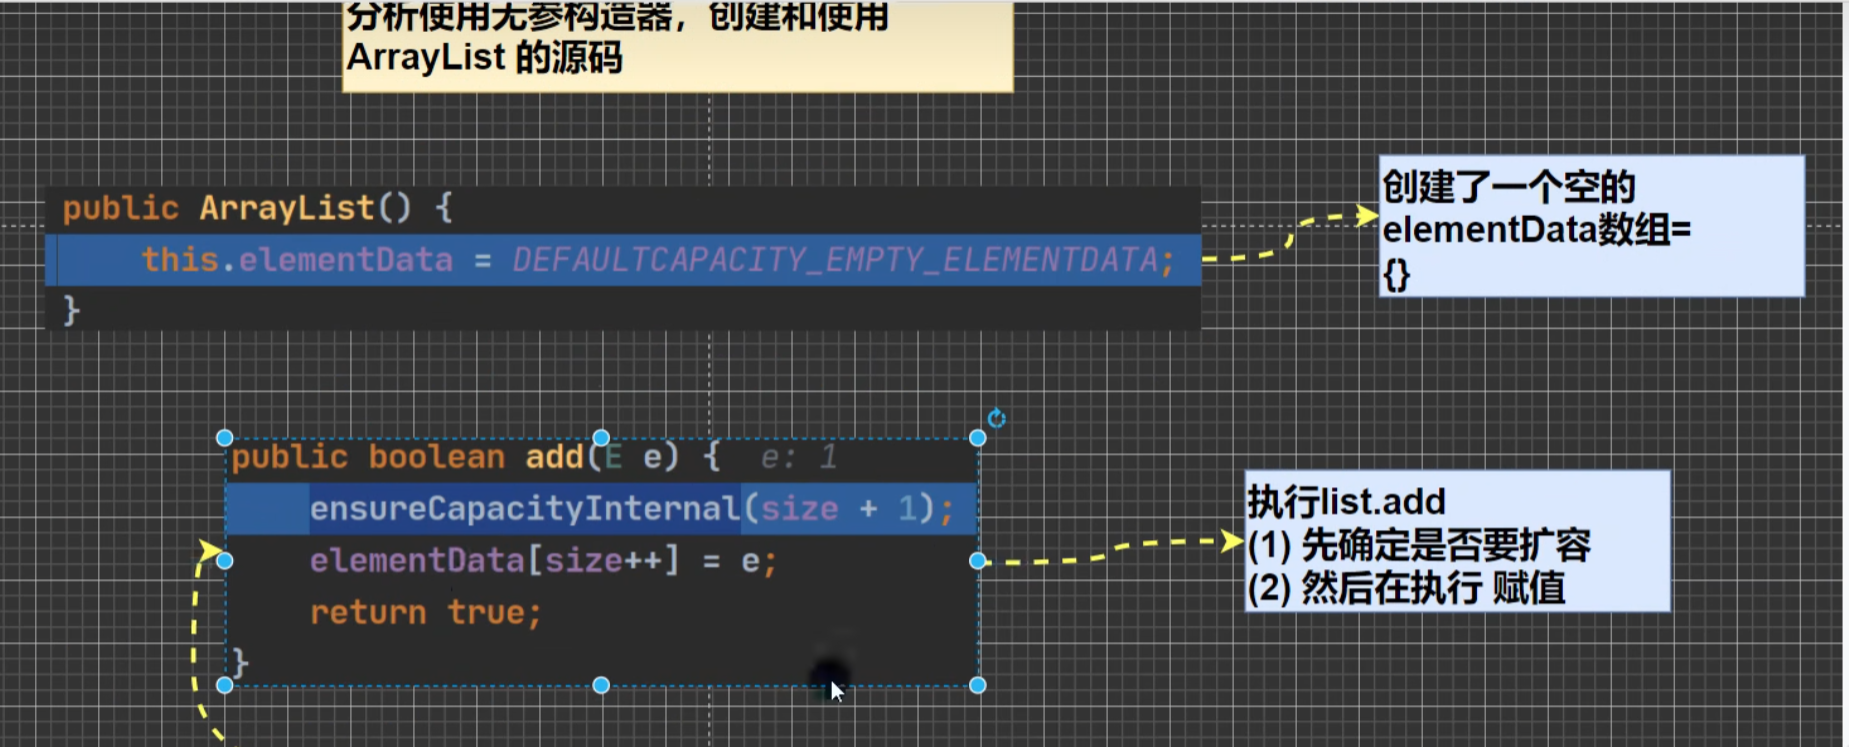 分析使用无参构造器，创建和使用
ArrayList 的源码
public ArrayList() {
this.elementData = DEFAULTCAPACITY_EMPTY_ELEMENTDATA;
}
创建了一个空的
elementData数组=
{}
public boolean add(E e) {  e: 1
ensureCapacityInternal(size + 1);
elementData[size++] = e;
return true;
}
执行list.add
(1) 先确定是否要扩容
(2) 然后在执行 赋值